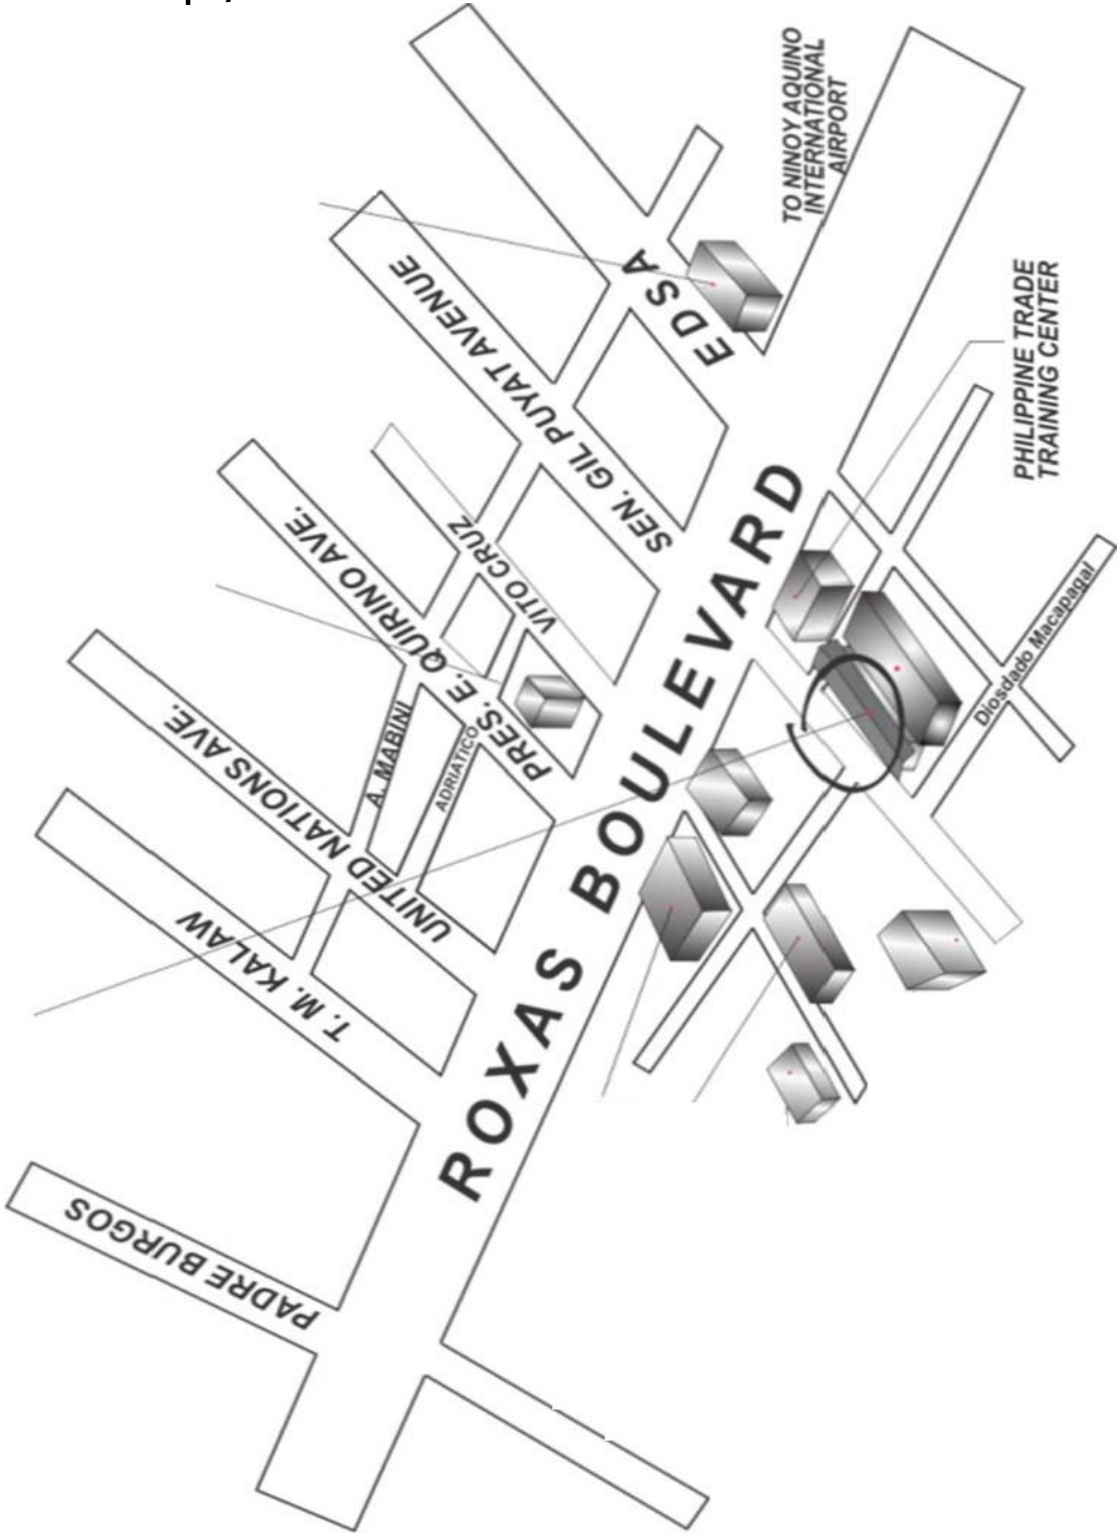 TO NINOY AQUINO
INTERNATIONAL
AIRPORT
PHILIPPINE TRADE
TRAINING CENTER
EDSA
SEN. GIL PUYAT AVENUE
VITO CRUZ
PRES. E. QUIRINO AVE.
A. MABINI
ADRIATICO
UNITED NATIONS AVE.
T. M. KALAW
PADRE BURGOS
ROXAS BOULEVARD
Diosdado Macapagal